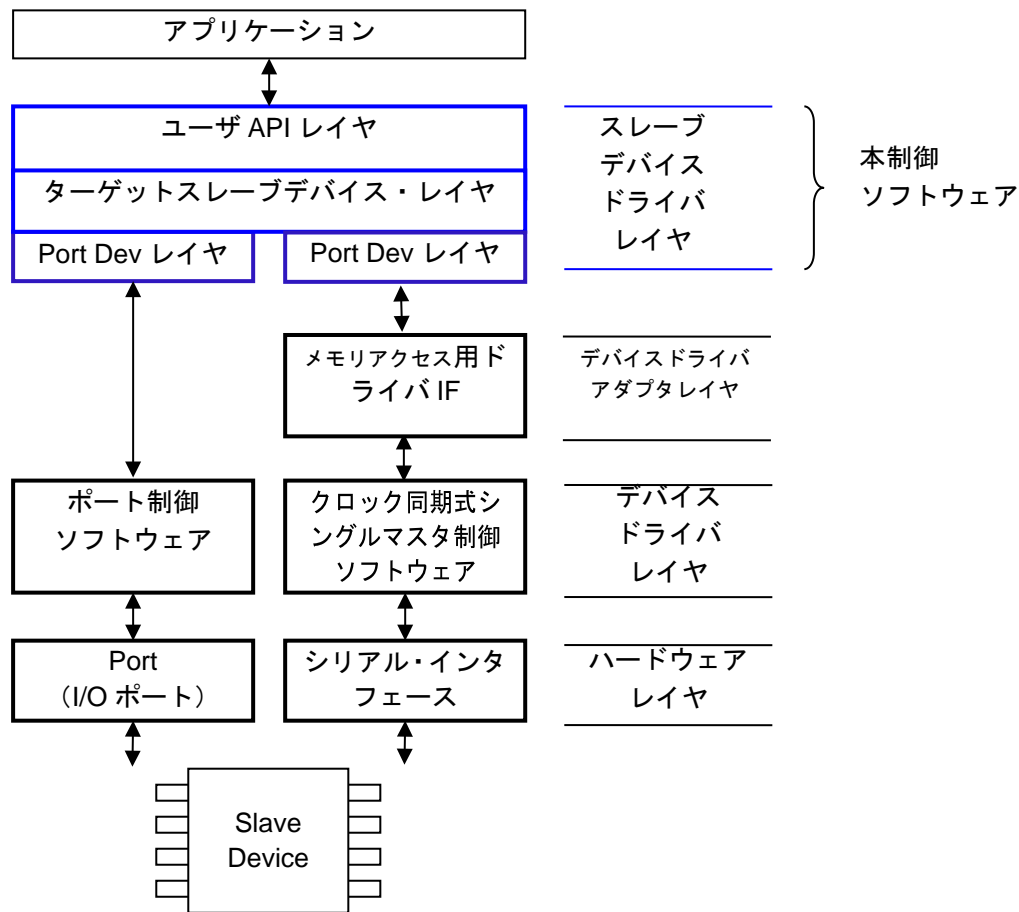 アプリケーション
ユーザ API レイヤ
ターゲットスレーブデバイス・レイヤ
Port Dev レイヤ
Port Dev レイヤ
スレーブ
デバイス
ドライバ
レイヤ
本制御
ソフトウェア
メモリアクセス用ド
ライバ IF
デバイスドライバ
アダプタレイヤ
ポート制御
ソフトウェア
クロック同期式シ
ングルマスタ制御
ソフトウェア
デバイス
ドライバ
レイヤ
Port
（I/O ポート）
シリアル・インタ
フェース
ハードウェア
レイヤ
Slave
Device